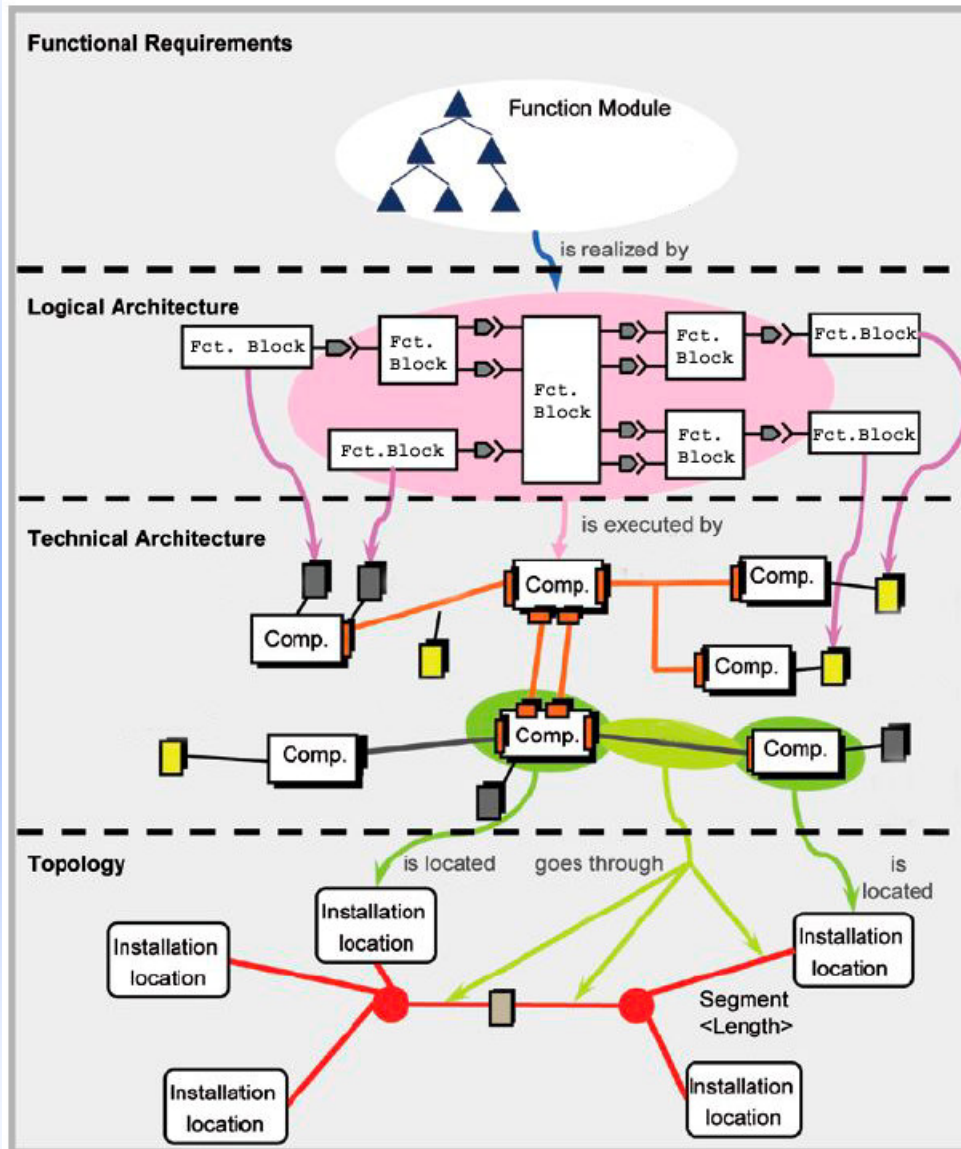 Functional Requirements
Function Module
is realized by
Logical Architecture
Fct. Block
Fct.
Block
Fct.
Block
Fct.
Block
Fct.Block
Fct.Block
Fct.
Block
Fct.Block
is executed by
Technical Architecture
Comp.
Comp.
Comp.
Comp.
Comp.
Comp.
Comp.
Topology
is located
goes through
is
located
Installation
location
Installation
location
Installation
location
Segment
<Length>
Installation
location
Installation
location